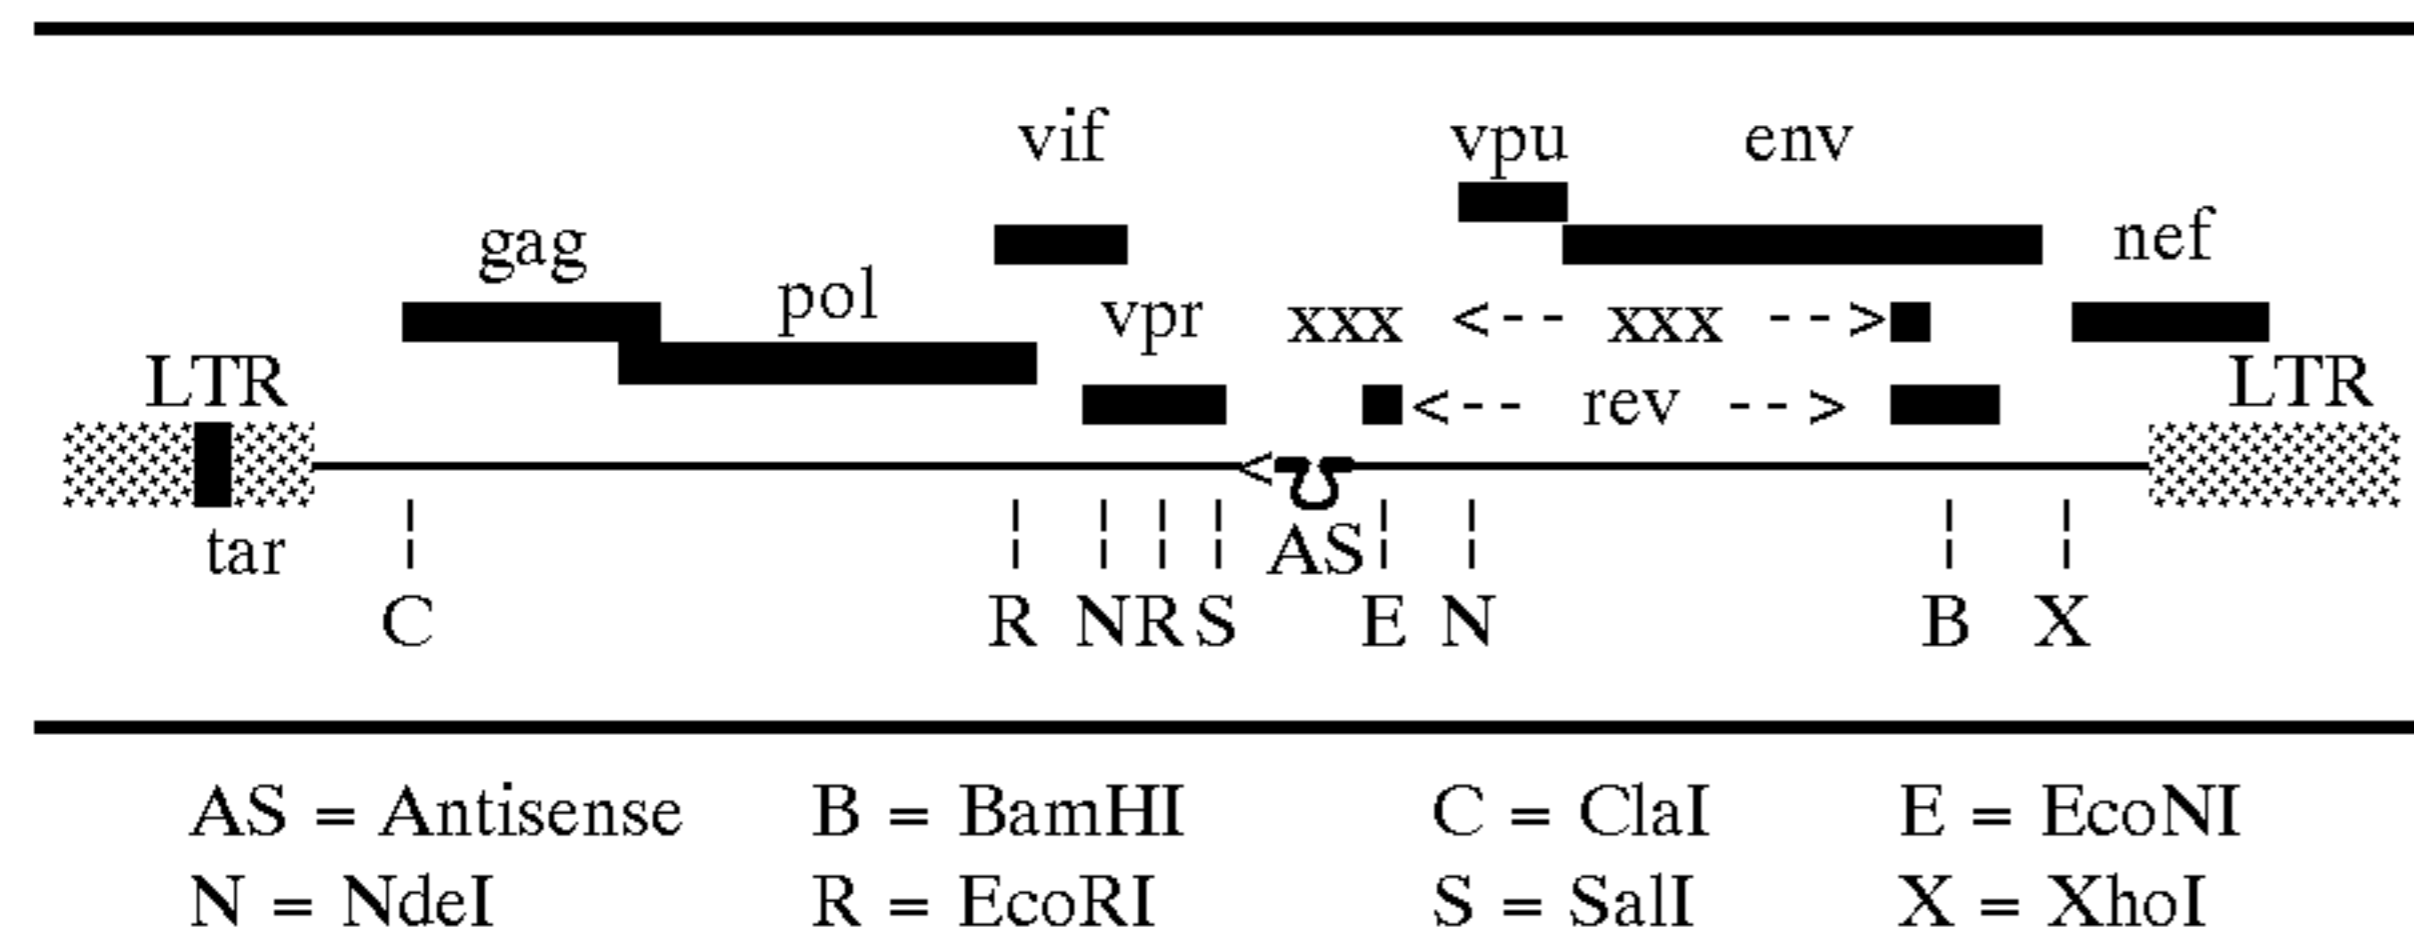 vif vpu env
gag nef
pol
vpr xxx <-- xxx -->
LTR LTR
<-- rev -->
<
tar AS
C R N R S E N B X
AS = Antisense B = BamHI C = ClaI E = EcoNI
N = NdeI R = EcoRI S = SalI X = XhoI